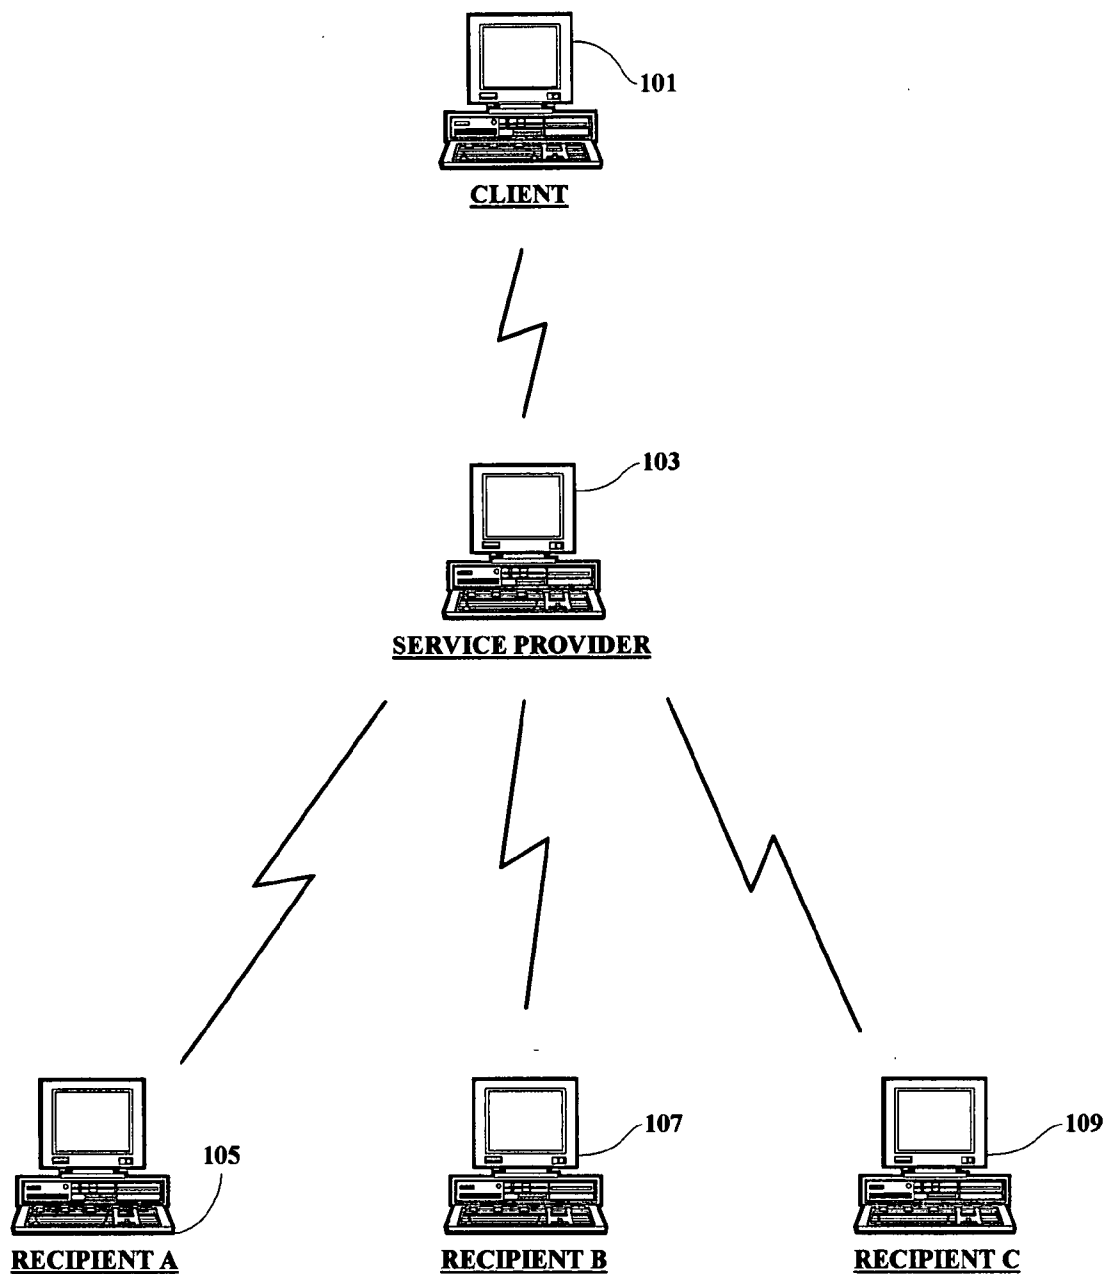 101
CLIENT
103
SERVICE PROVIDER
105
107
109
RECIPIENT A
RECIPIENT B
RECIPIENT C